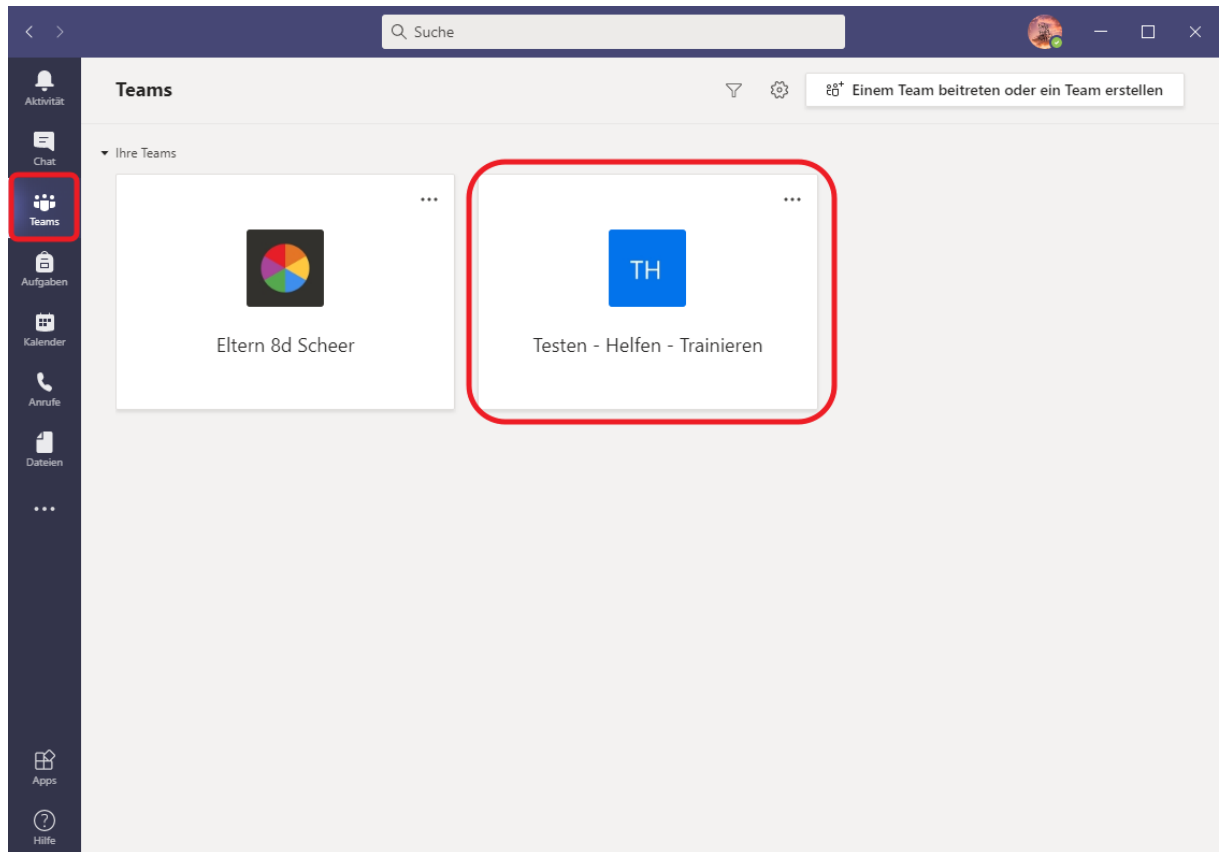 Suche
Aktivität
Chat
Teams
Aufgaben
Kalender
Anrufe
Dateien
Apps
Hilfe
Teams
Einem Team beitreten oder ein Team erstellen
Ihre Teams
Eltern 8d Scheer
TH
Testen - Helfen - Trainieren